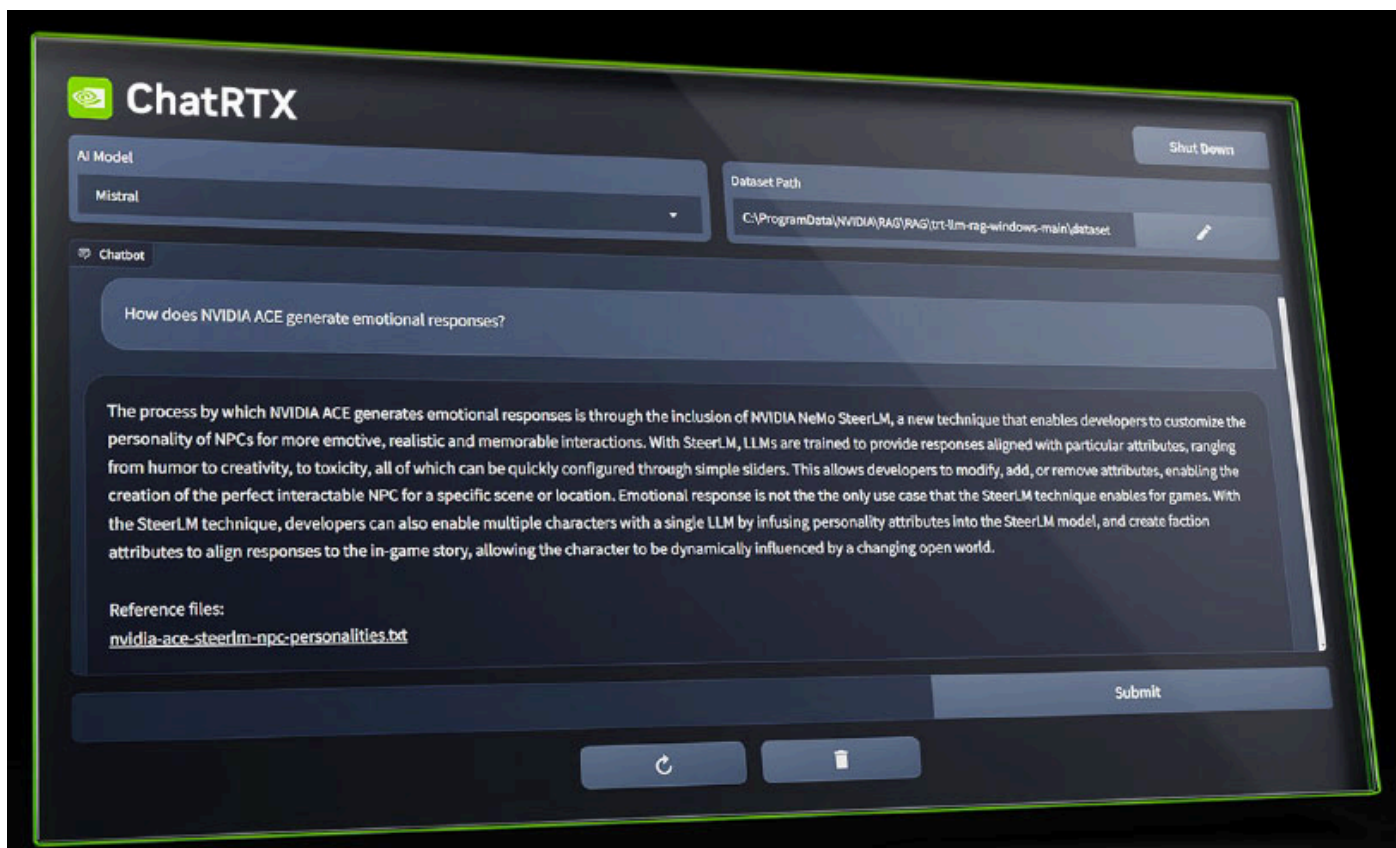 ChatRTX
Shut Down
AI Model
Mistral
Dataset Path
C:\ProgramData\NVIDIA\RAG\RAG\trt-llm-rag-windows-main\dataset
Chatbot
How does NVIDIA ACE generate emotional responses?
The process by which NVIDIA ACE generates emotional responses is through the inclusion of NVIDIA NeMo SteerLM, a new technique that enables developers to customize the
personality of NPCs for more emotive, realistic and memorable interactions. With SteerLM, LLMs are trained to provide responses aligned with particular attributes, ranging
from humor to creativity, to toxicity, all of which can be quickly configured through simple sliders. This allows developers to modify, add, or remove attributes, enabling the
creation of the perfect interactable NPC for a specific scene or location. Emotional response is not the the only use case that the SteerLM technique enables for games. With
the SteerLM technique, developers can also enable multiple characters with a single LLM by infusing personality attributes into the SteerLM model, and create faction
attributes to align responses to the in-game story, allowing the character to be dynamically influenced by a changing open world.
Reference files:
nvidia-ace-steerlm-npc-personalities.txt
Submit